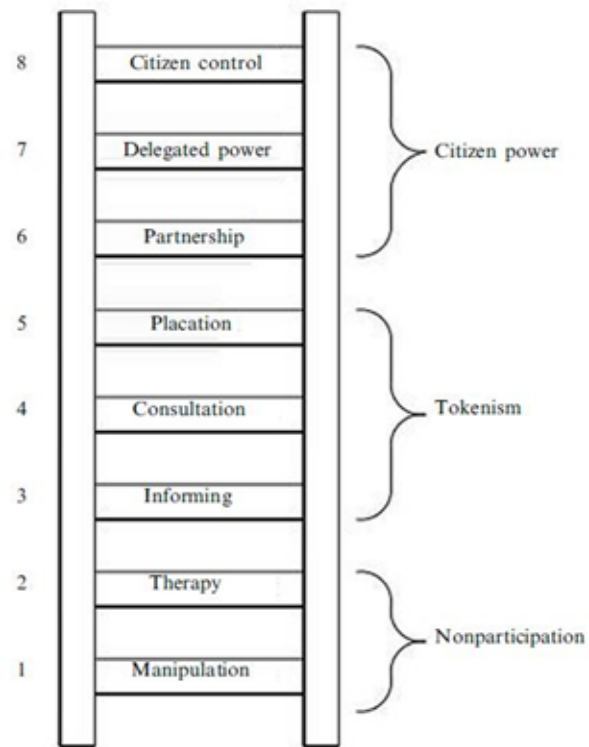 8 Citizen control
7 Delegated power
Citizen power
6 Partnership
5 Placation
4 Consultation
Tokenism
3 Informing
2 Therapy
Nonparticipation
1 Manipulation